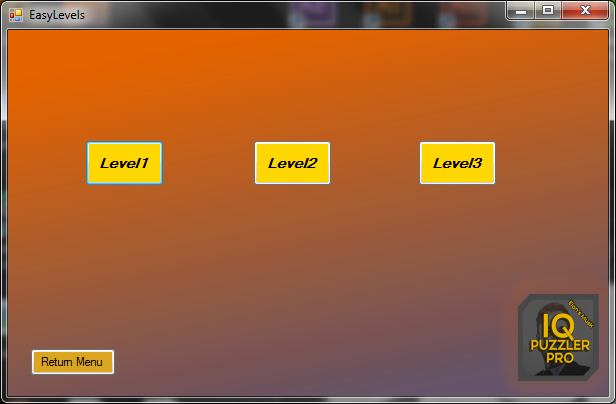 EasyLevels
Level1
Level2
Level3
Return Menu
IQ
PUZZLER
PRO